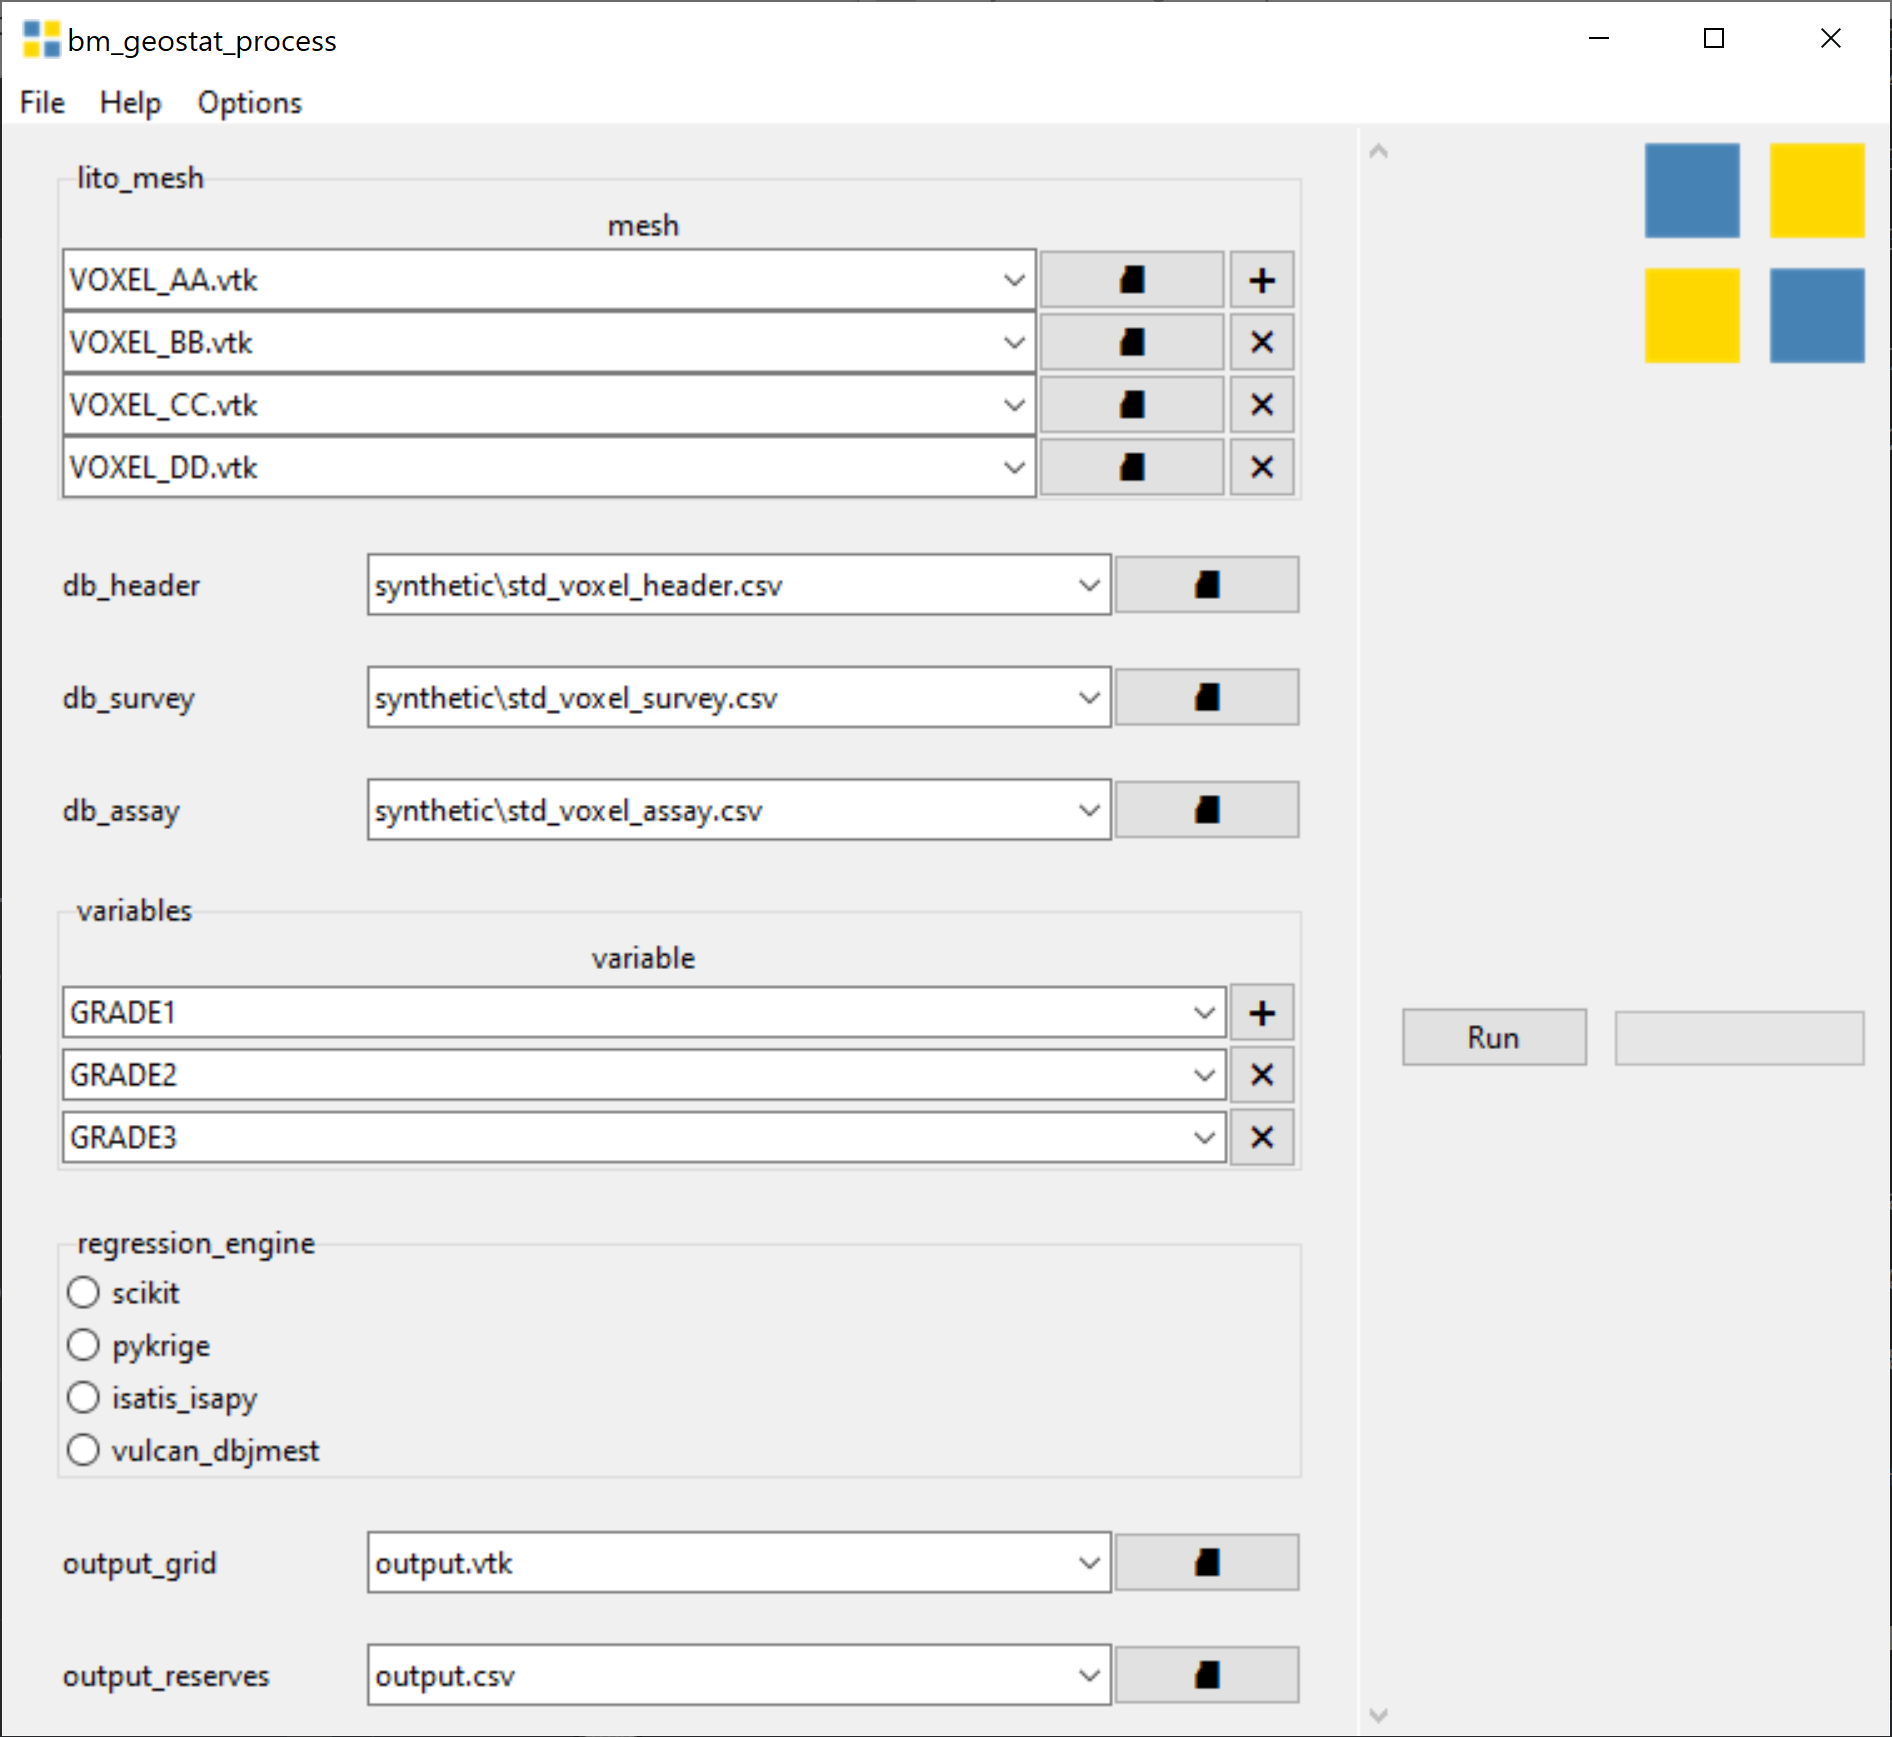 bm_geostat_process
File Help Options
lito_mesh
mesh
VOXEL_AA.vtk
VOXEL_BB.vtk
VOXEL_CC.vtk
VOXEL_DD.vtk
db_header synthetic\std_voxel_header.csv
db_survey synthetic\std_voxel_survey.csv
db_assay synthetic\std_voxel_assay.csv
variables
variable
GRADE1
GRADE2
GRADE3
Run
regression_engine
scikit
pykrige
isatis_isapy
vulcan_dbjmest
output_grid output.vtk
output_reserves output.csv